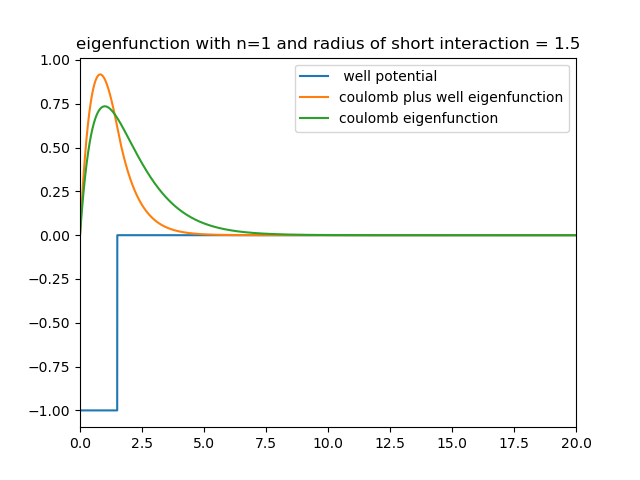 eigenfunction with n=1 and radius of short interaction = 1.5
1.00
0.75
0.50
0.25
0.00
−0.25
−0.50
−0.75
−1.00
well potential
coulomb plus well eigenfunction
coulomb eigenfunction
0.0 2.5 5.0 7.5 10.0 12.5 15.0 17.5 20.0